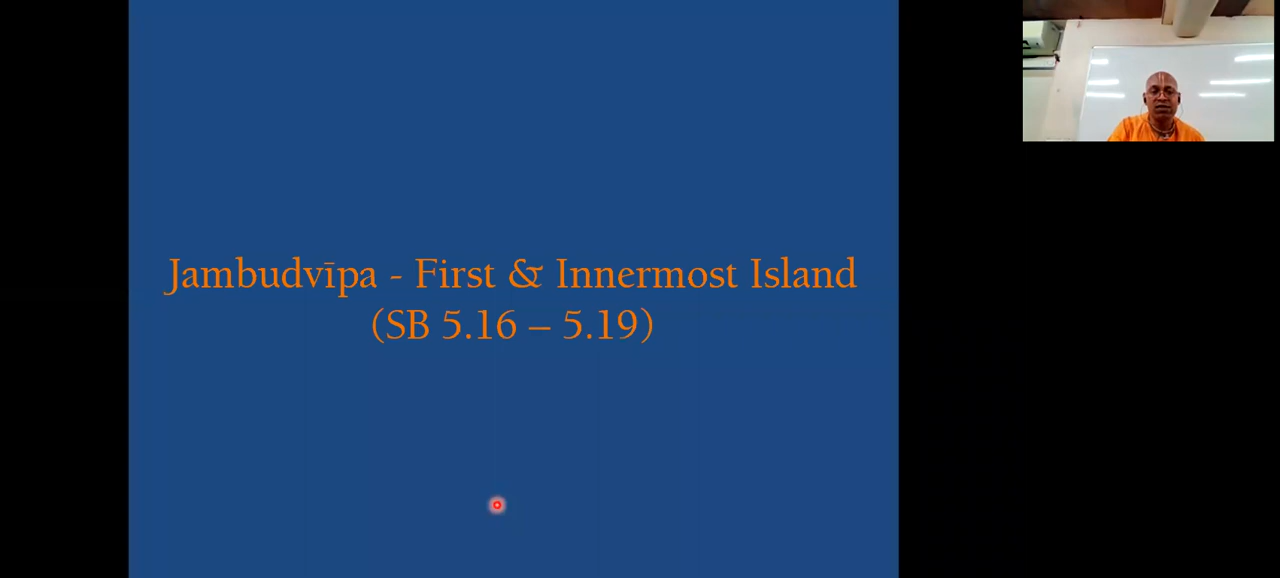 Jambudvīpa - First & Innermost Island
(SB 5.16 – 5.19)